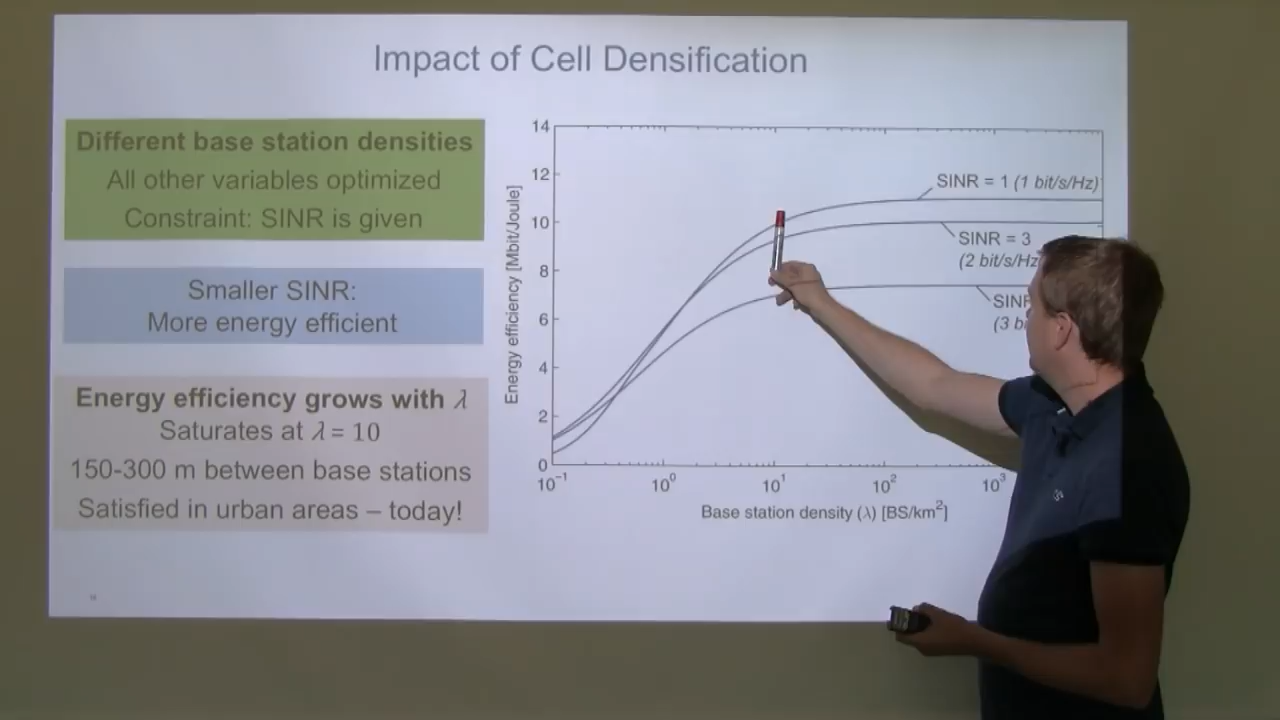 Impact of Cell Densification
Different base station densities
All other variables optimized
Constraint: SINR is given
Smaller SINR:
More energy efficient
Energy efficiency grows with λ
Saturates at λ = 10
150-300 m between base stations
Satisfied in urban areas – today!
Energy efficiency [Mbit/Joule]
14
12
10
8
6
4
2
0
10⁻¹
10⁰
10¹
10²
10³
Base station density (λ) [BS/km²]
SINR = 1 (1 bit/s/Hz)
SINR = 3
(2 bit/s/Hz
(3